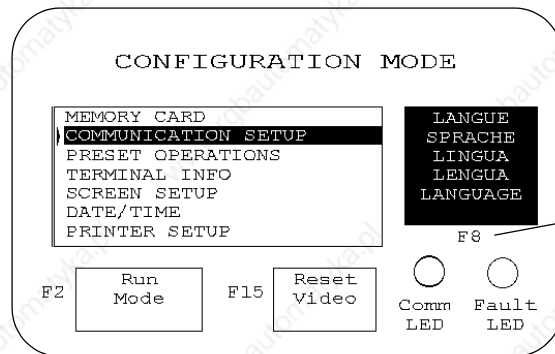 CONFIGURATION MODE
MEMORY CARD
COMMUNICATION SETUP
PRESET OPERATIONS
TERMINAL INFO
SCREEN SETUP
DATE/TIME
PRINTER SETUP
LANGUE
SPRACHE
LINGUA
LENGUA
LANGUAGE
F8
F2
Run
Mode
F15
Reset
Video
Comm
LED
Fault
LED